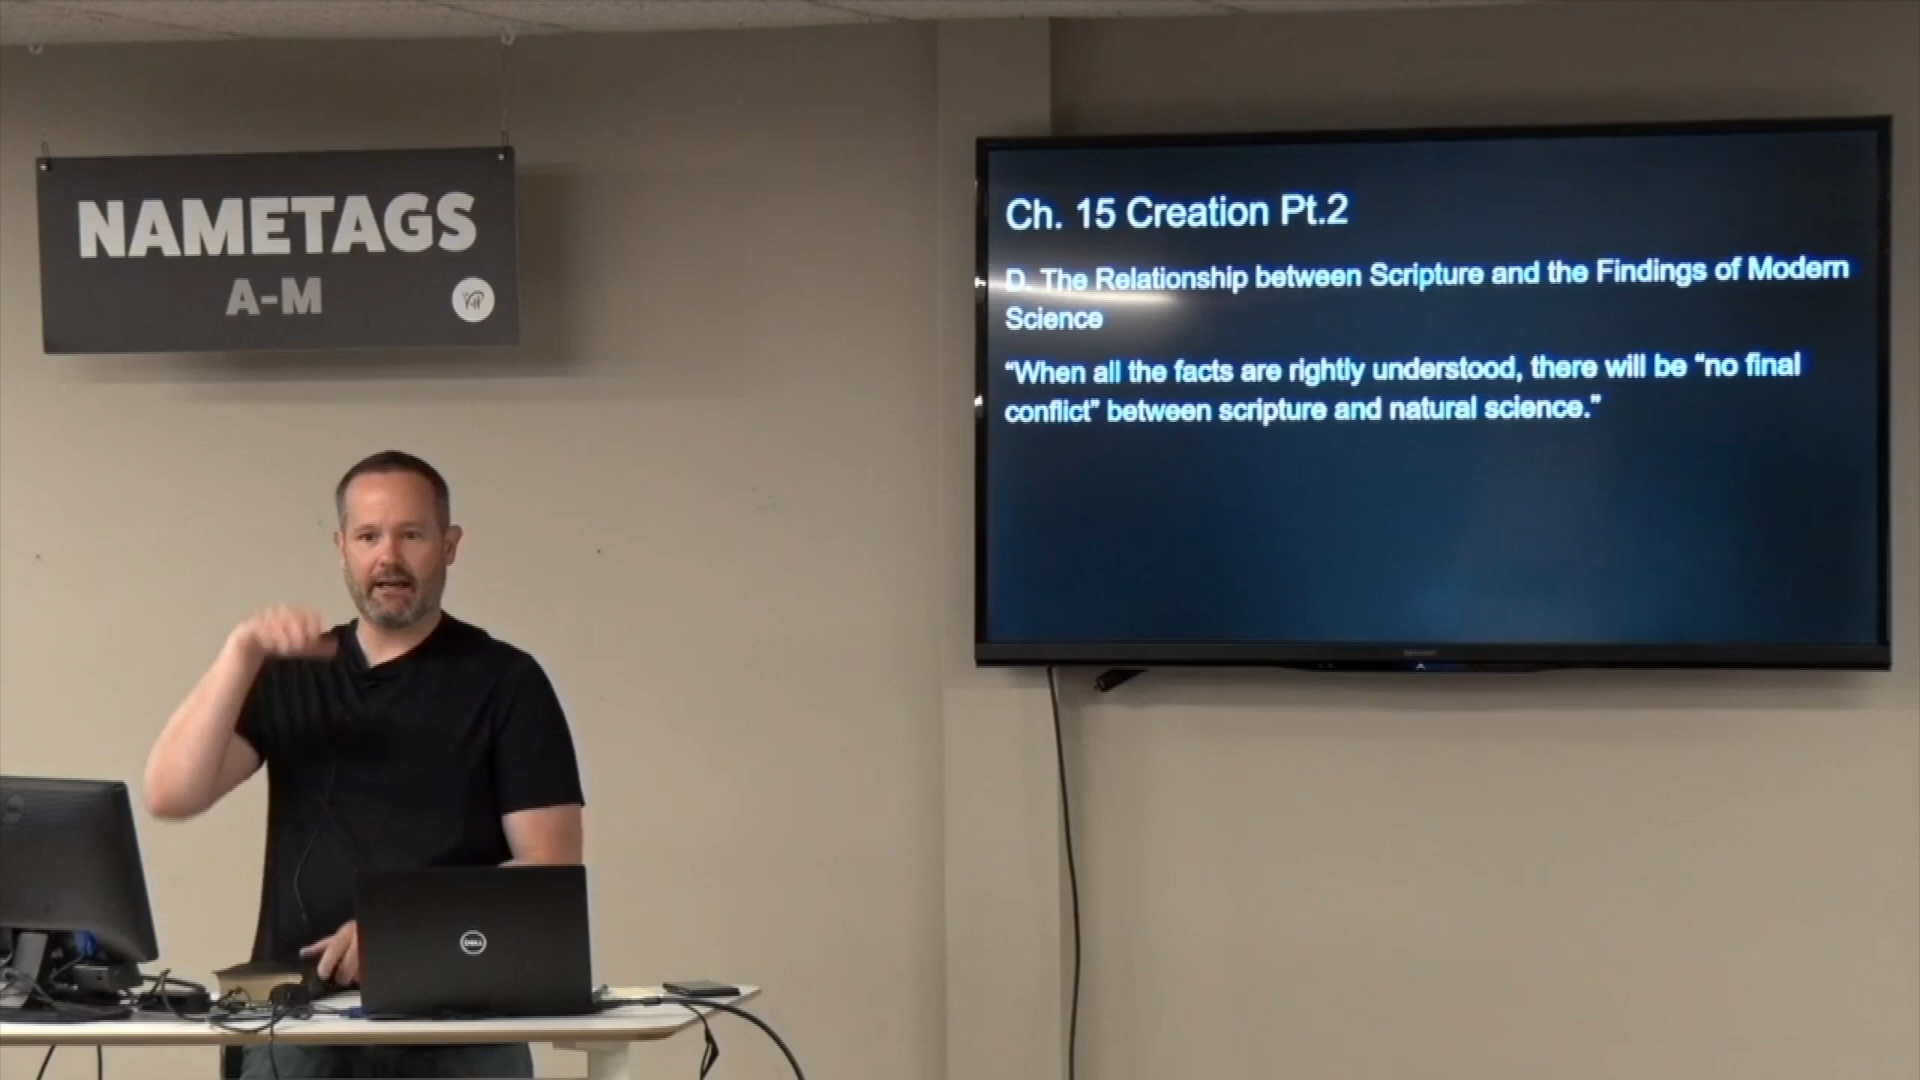 NAMETAGS
A-M
Ch. 15 Creation Pt.2
D. The Relationship between Scripture and the Findings of Modern
Science
“When all the facts are rightly understood, there will be “no final
conflict” between scripture and natural science.”
SHARP
DELL